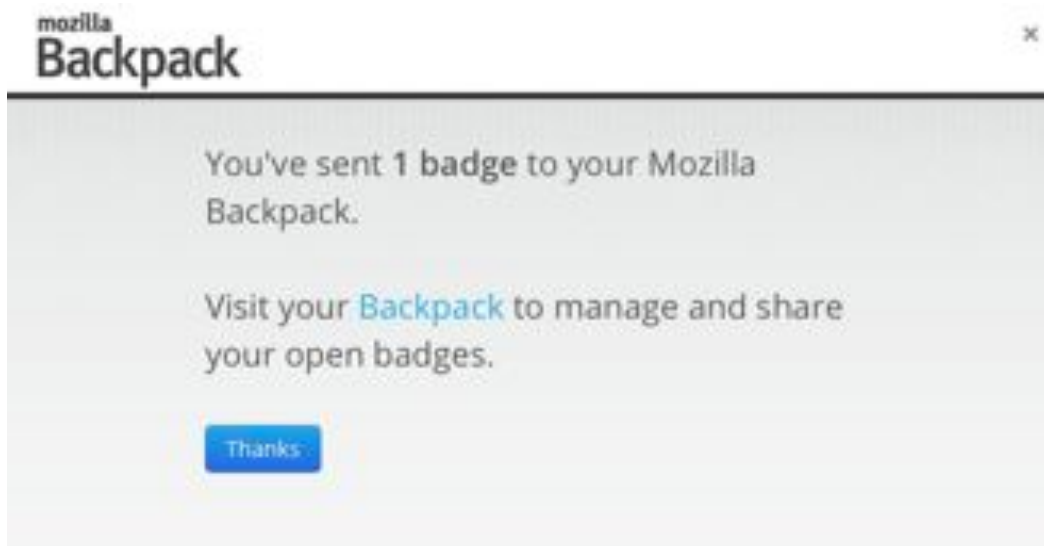 mozilla
Backpack
×
You've sent 1 badge to your Mozilla
Backpack.
Visit your Backpack to manage and share
your open badges.
Thanks